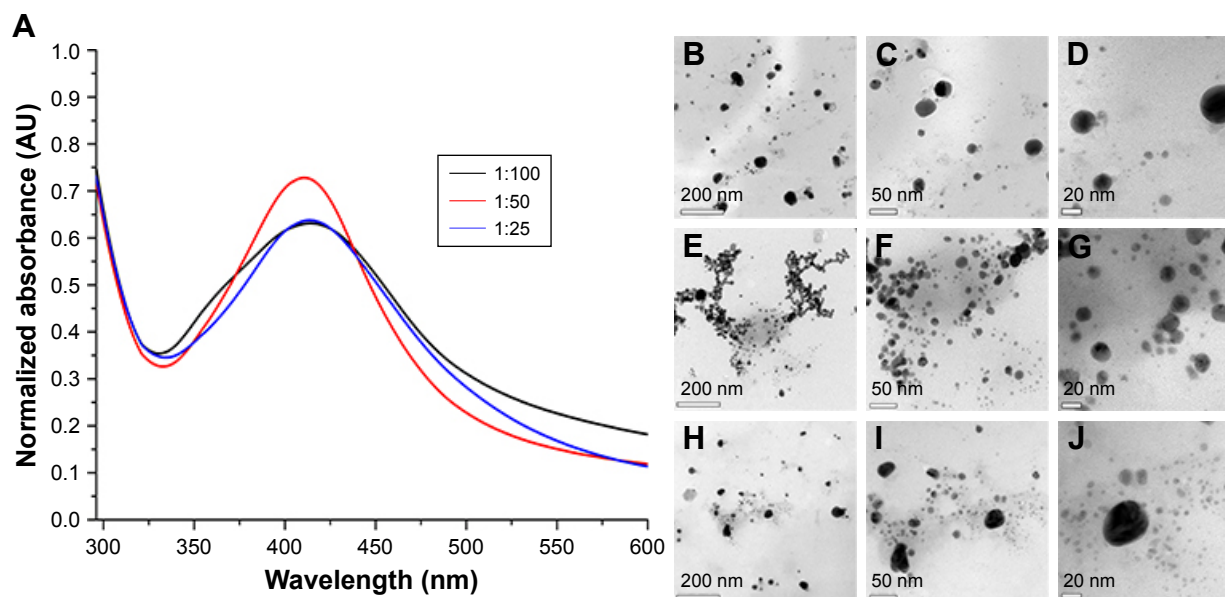 A
Normalized absorbance (AU)
1.0
0.9
0.8
0.7
0.6
0.5
0.4
0.3
0.2
0.1
0.0
300 350 400 450 500 550 600
Wavelength (nm)
1:100
1:50
1:25
B
200 nm
C
50 nm
D
20 nm
E
200 nm
F
50 nm
G
20 nm
H
200 nm
I
50 nm
J
20 nm